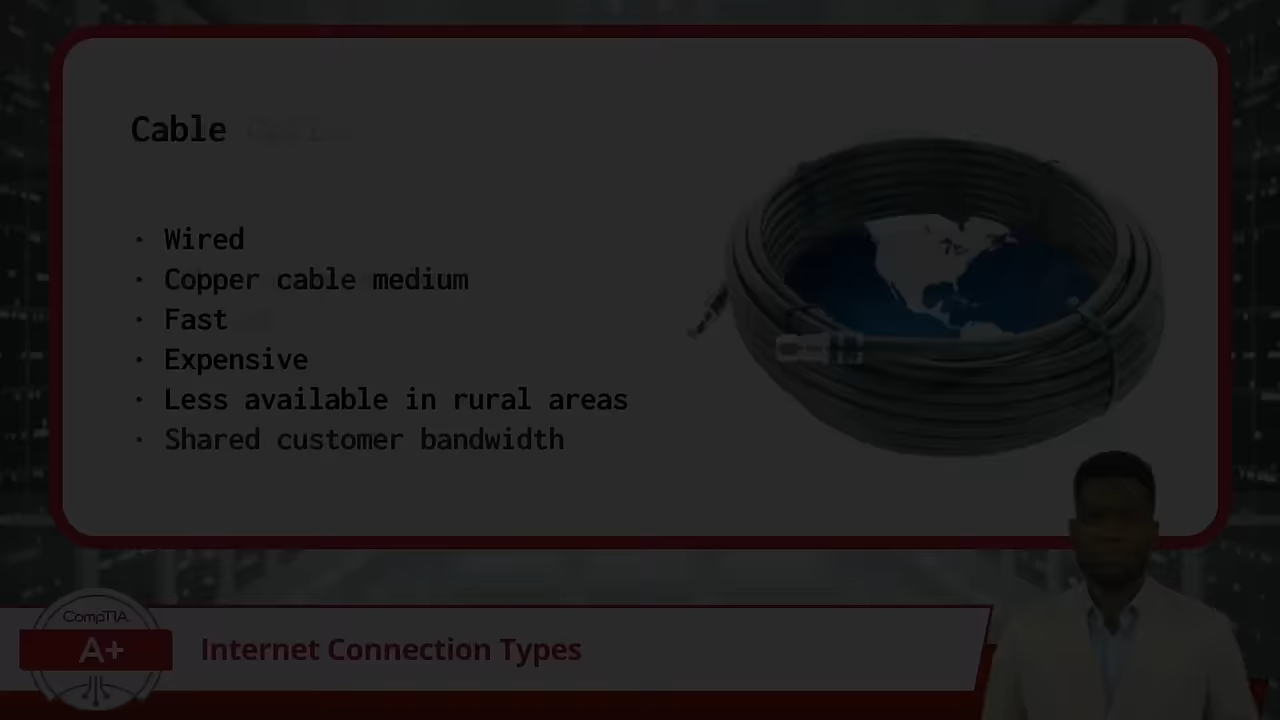 Cable
· Wired
· Copper cable medium
· Fast
· Expensive
· Less available in rural areas
· Shared customer bandwidth
CompTIA.
A+
Internet Connection Types